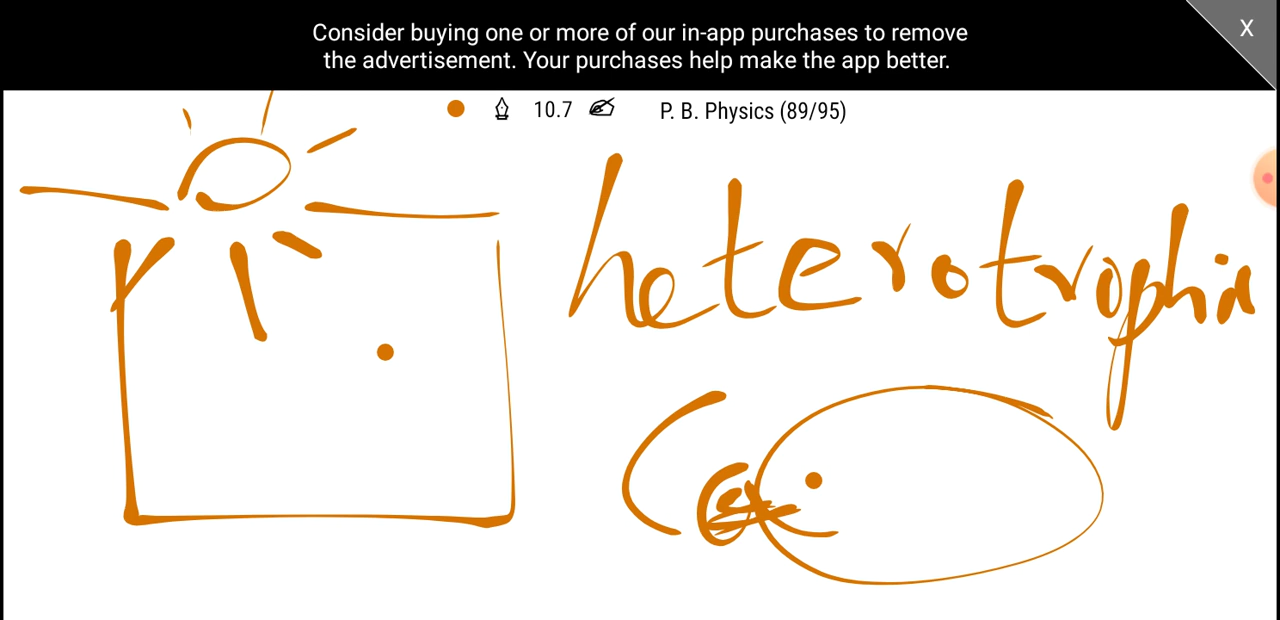 Consider buying one or more of our in-app purchases to remove
the advertisement. Your purchases help make the app better.
X
10.7 P. B. Physics (89/95)
heterotrophic